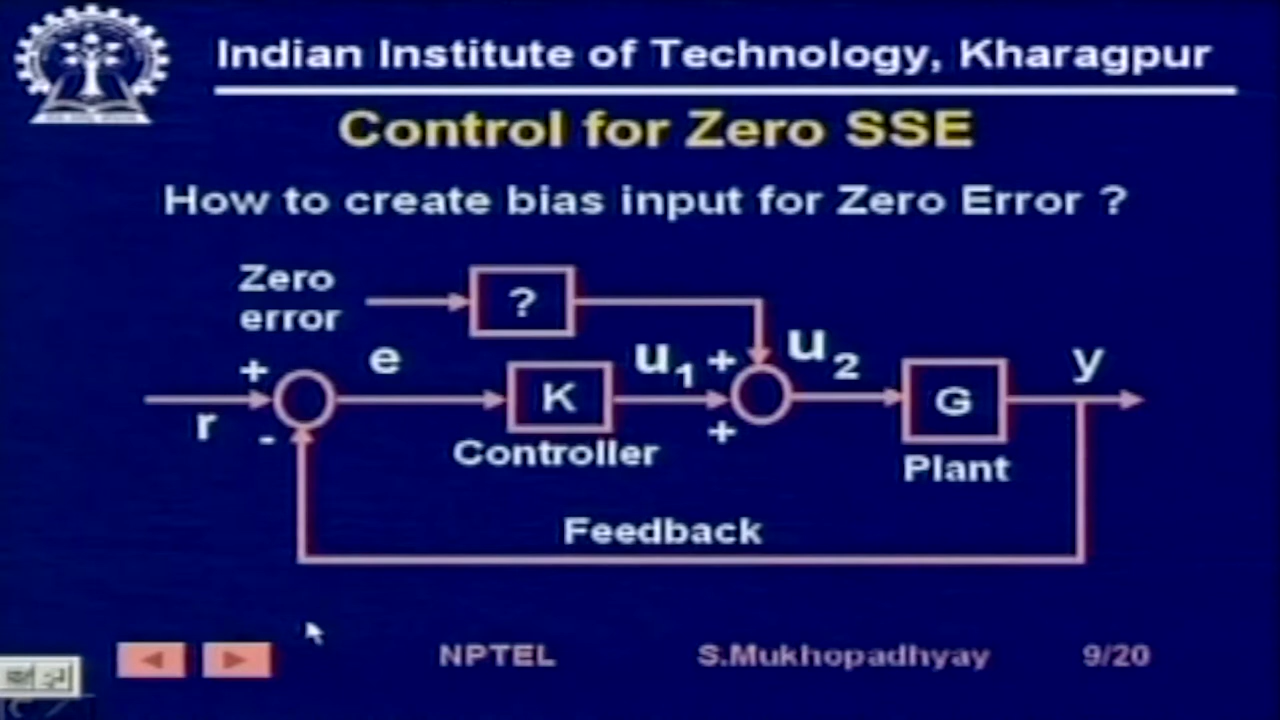 Indian Institute of Technology, Kharagpur
Control for Zero SSE
How to create bias input for Zero Error ?
Zero
error
?
+
e
u1
+
u2
y
r
-
K
+
G
Controller
Plant
Feedback
NPTEL
S.Mukhopadhyay
9/20